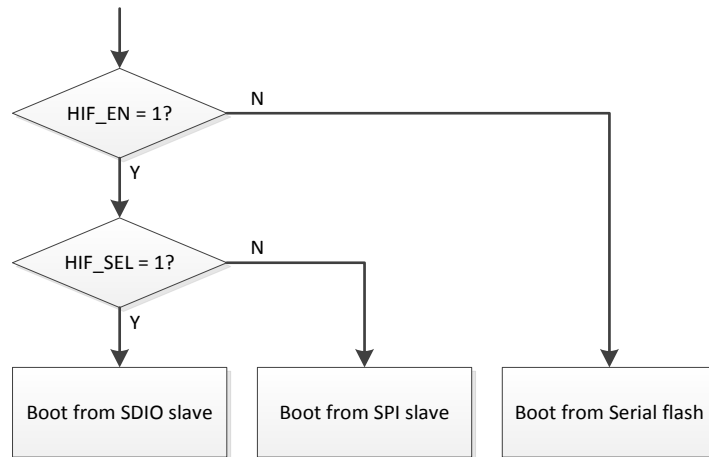 HIF_EN = 1?
N
Y
HIF_SEL = 1?
N
Y
Boot from SDIO slave
Boot from SPI slave
Boot from Serial flash